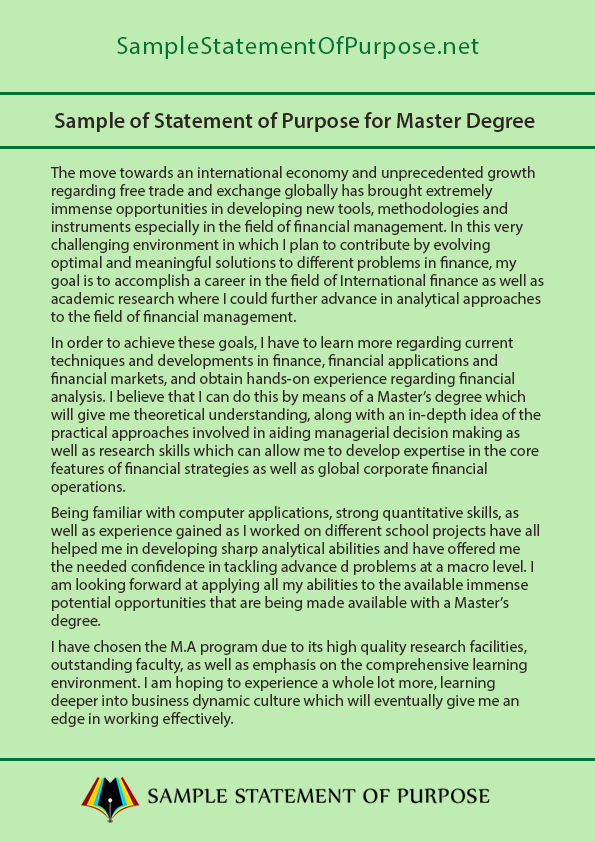 SampleStatementOfPurpose.net
Sample of Statement of Purpose for Master Degree
The move towards an international economy and unprecedented growth
regarding free trade and exchange globally has brought extremely
immense opportunities in developing new tools, methodologies and
instruments especially in the field of financial management. In this very
challenging environment in which I plan to contribute by evolving
optimal and meaningful solutions to different problems in finance, my
goal is to accomplish a career in the field of International finance as well as
academic research where I could further advance in analytical approaches
to the field of financial management.
In order to achieve these goals, I have to learn more regarding current
techniques and developments in finance, financial applications and
financial markets, and obtain hands-on experience regarding financial
analysis. I believe that I can do this by means of a Master’s degree which
will give me theoretical understanding, along with an in-depth idea of the
practical approaches involved in aiding managerial decision making as
well as research skills which can allow me to develop expertise in the core
features of financial strategies as well as global corporate financial
operations.
Being familiar with computer applications, strong quantitative skills, as
well as experience gained as I worked on different school projects have all
helped me in developing sharp analytical abilities and have offered me
the needed confidence in tackling advance d problems at a macro level. I
am looking forward at applying all my abilities to the available immense
potential opportunities that are being made available with a Master’s
degree.
I have chosen the M.A program due to its high quality research facilities,
outstanding faculty, as well as emphasis on the comprehensive learning
environment. I am hoping to experience a whole lot more, learning
deeper into business dynamic culture which will eventually give me an
edge in working effectively.
SAMPLE STATEMENT OF PURPOSE